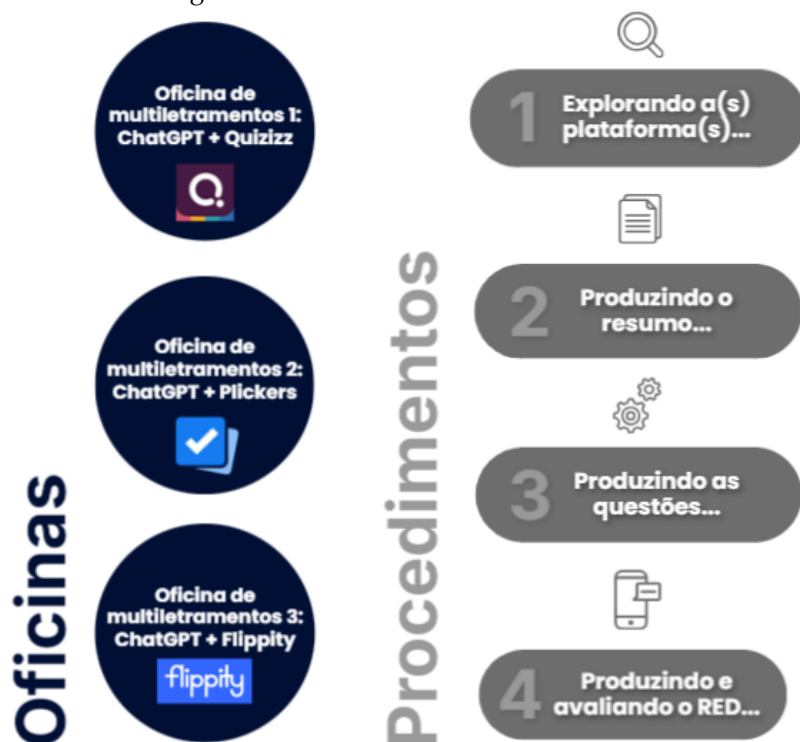 Oficinas
Oficina de
multiletramentos 1:
ChatGPT + Quizizz
Oficina de
multiletramentos 2:
ChatGPT + Plickers
Oficina de
multiletramentos 3:
ChatGPT + Flippity
flippity
Procedimentos
1
Explorando a(s)
plataforma(s)...
2
Produzindo o
resumo...
3
Produzindo as
questões...
4
Produzindo e
avaliando o RED...